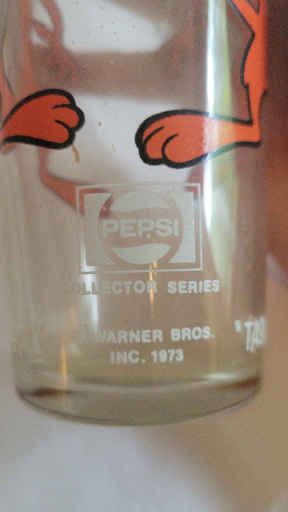 PEPSI
COLLECTOR SERIES
WARNER BROS.
INC. 1973